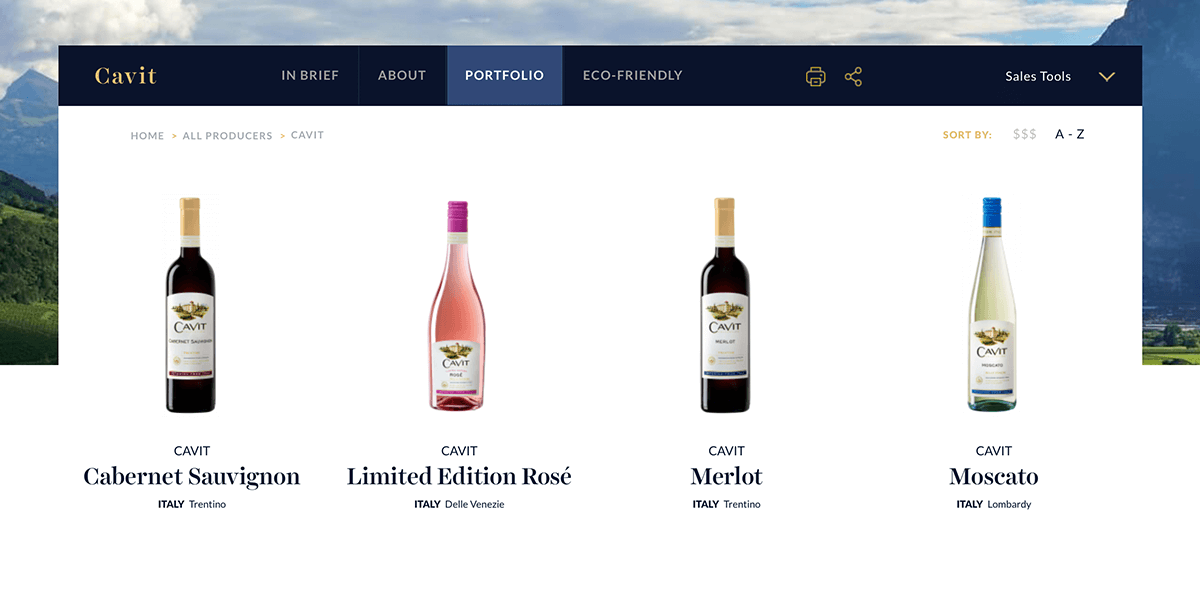 Cavit IN BRIEF ABOUT PORTFOLIO ECO-FRIENDLY Sales Tools
HOME > ALL PRODUCERS > CAVIT SORT BY: $$$ A - Z
CAVIT
CABERNET SAUVIGNON
CAVIT
ROSÉ
CAVIT
MERLOT
CAVIT
MOSCATO
CAVIT CAVIT CAVIT CAVIT
Cabernet Sauvignon Limited Edition Rosé Merlot Moscato
ITALY Trentino ITALY Delle Venezie ITALY Trentino ITALY Lombardy